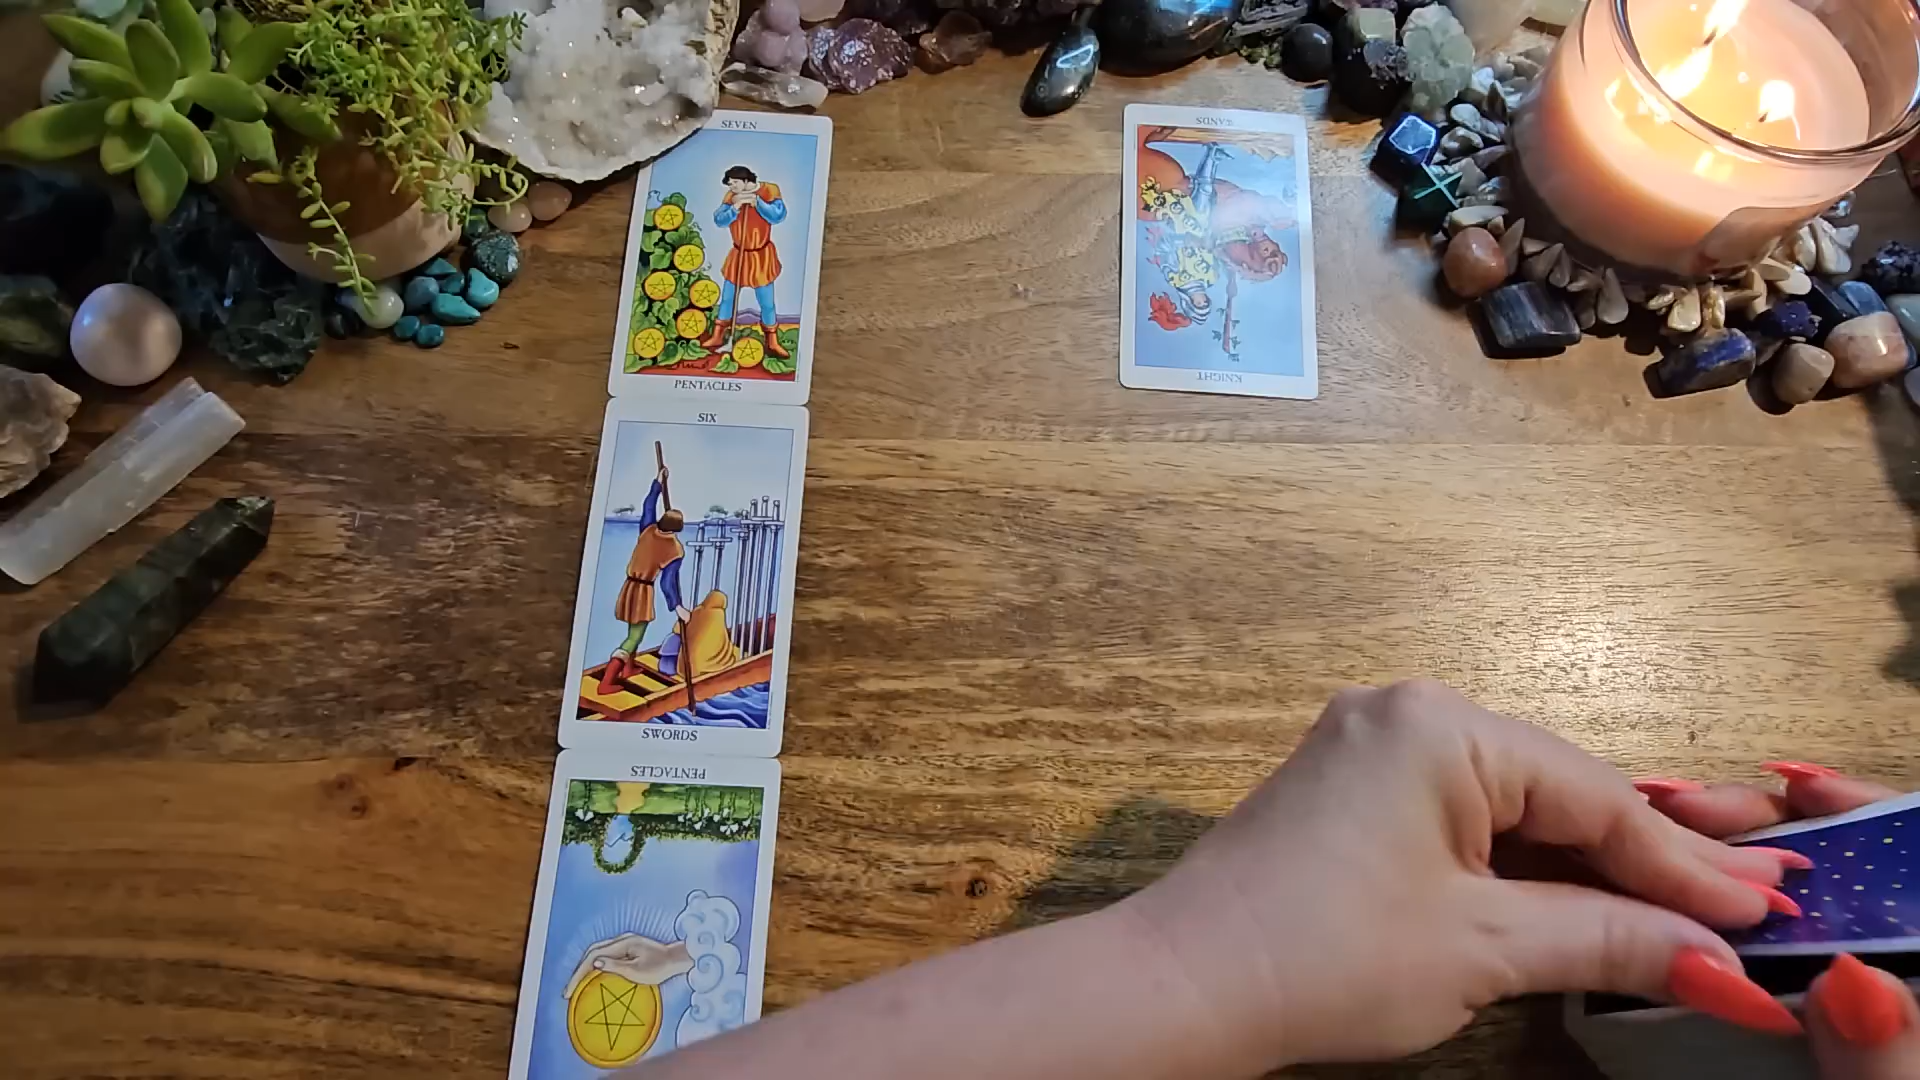 SEVEN
PENTACLES
SIX
SWORDS
PENTACLES
WANDS
KNIGHT